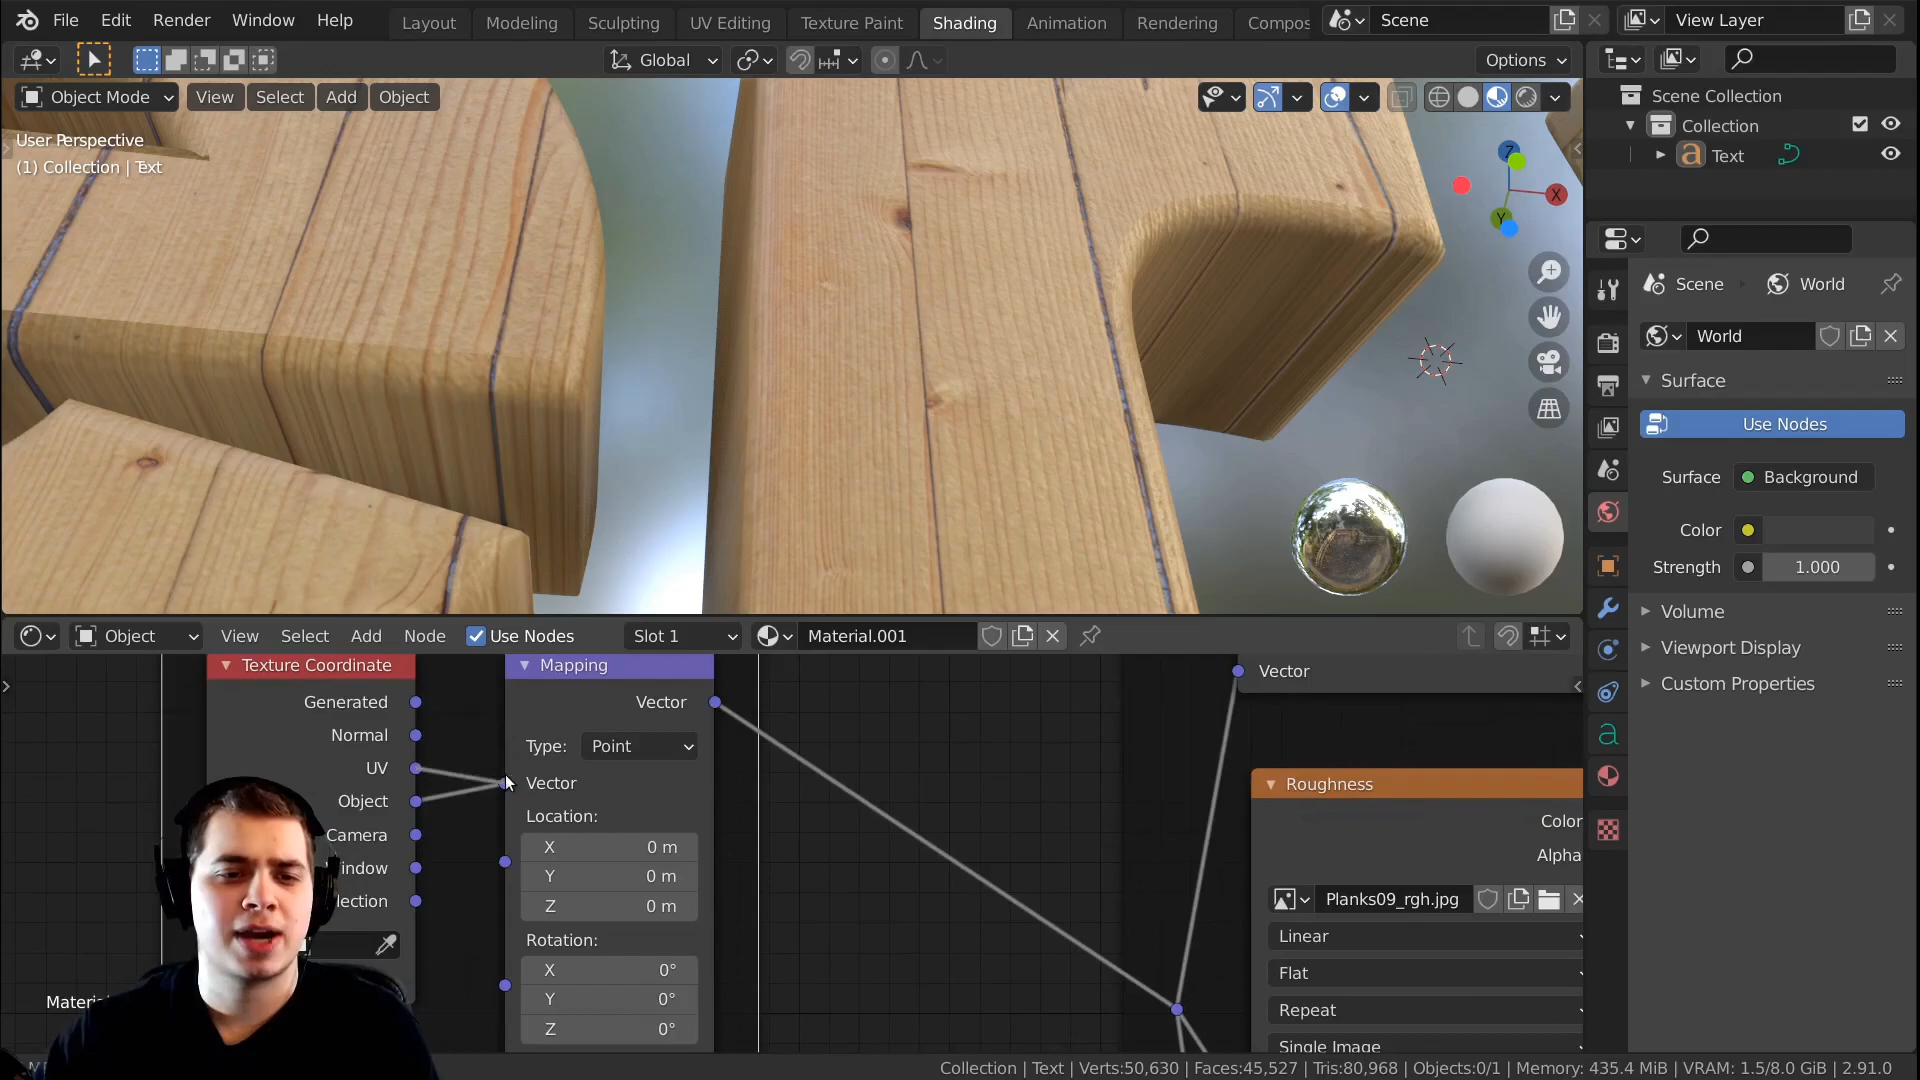 File Edit Render Window Help
Layout Modeling Sculpting UV Editing Texture Paint Shading Animation Rendering Compos
Scene
View Layer
Global
Options
Object Mode View Select Add Object
User Perspective
(1) Collection | Text
Z
X
Y
Scene Collection
Collection
Text
Scene World
World
Surface
Use Nodes
Surface Background
Color
Strength 1.000
Volume
Viewport Display
Custom Properties
Object View Select Add Node Use Nodes Slot 1 Material.001
Texture Coordinate
Generated
Normal
UV
Object
Camera
indow
lection
Materi
Mapping
Vector
Type: Point
Vector
Location:
X 0 m
Y 0 m
Z 0 m
Rotation:
X 0°
Y 0°
Z 0°
Vector
Roughness
Color
Alpha
Planks09_rgh.jpg
Linear
Flat
Repeat
Single Image
Collection | Text | Verts:50,630 | Faces:45,527 | Tris:80,968 | Objects:0/1 | Memory: 435.4 MiB | VRAM: 1.5/8.0 GiB | 2.91.0